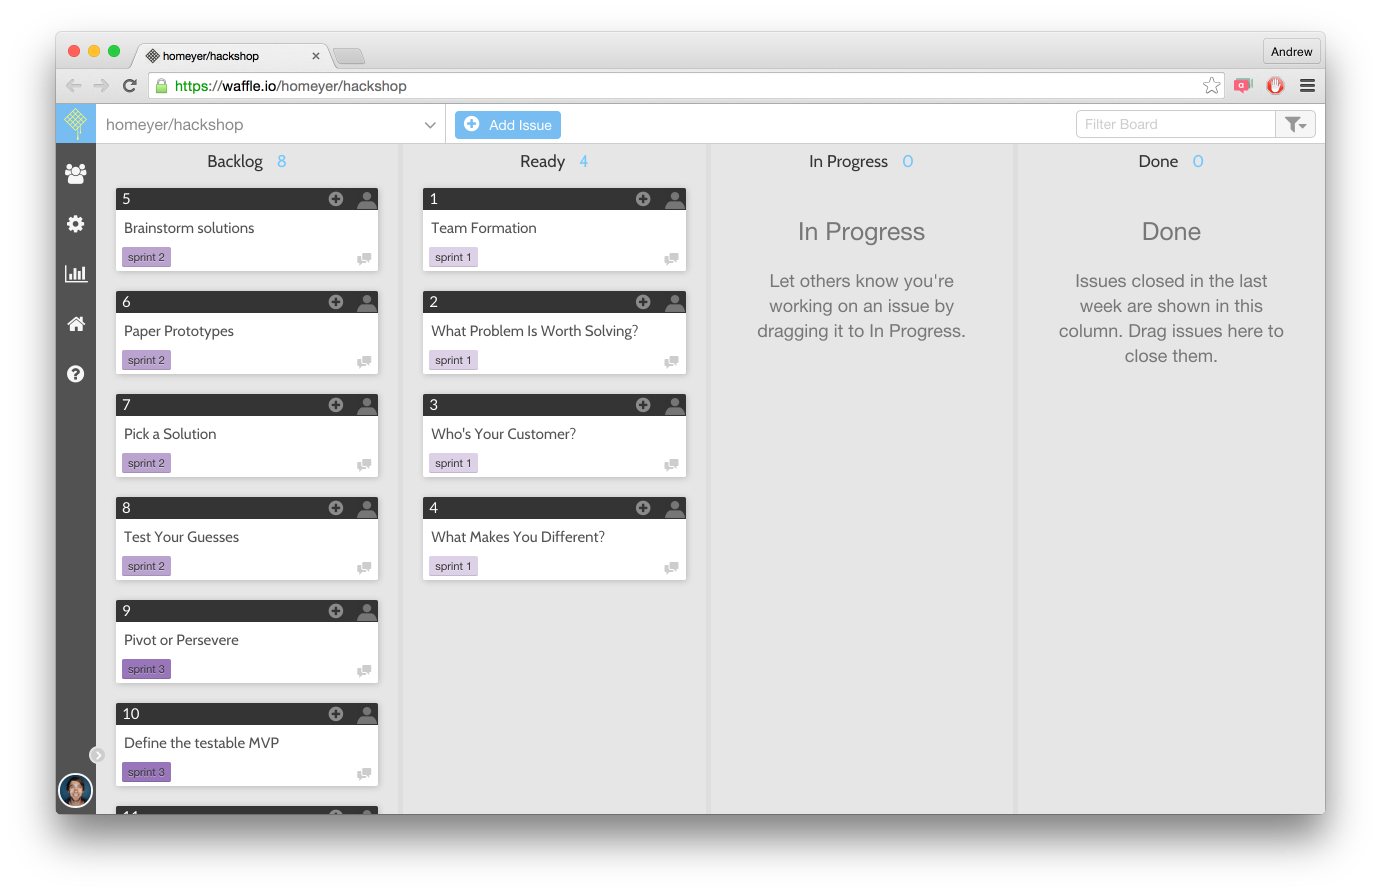 homeyer/hackshop
Andrew
https://waffle.io/homeyer/hackshop
homeyer/hackshop
Add Issue
Filter Board
Backlog 8
5
Brainstorm solutions
sprint 2
6
Paper Prototypes
sprint 2
7
Pick a Solution
sprint 2
8
Test Your Guesses
sprint 2
9
Pivot or Persevere
sprint 3
10
Define the testable MVP
sprint 3
11
Ready 4
1
Team Formation
sprint 1
2
What Problem Is Worth Solving?
sprint 1
3
Who's Your Customer?
sprint 1
4
What Makes You Different?
sprint 1
In Progress 0
In Progress
Let others know you're
working on an issue by
dragging it to In Progress.
Done 0
Done
Issues closed in the last
week are shown in this
column. Drag issues here to
close them.